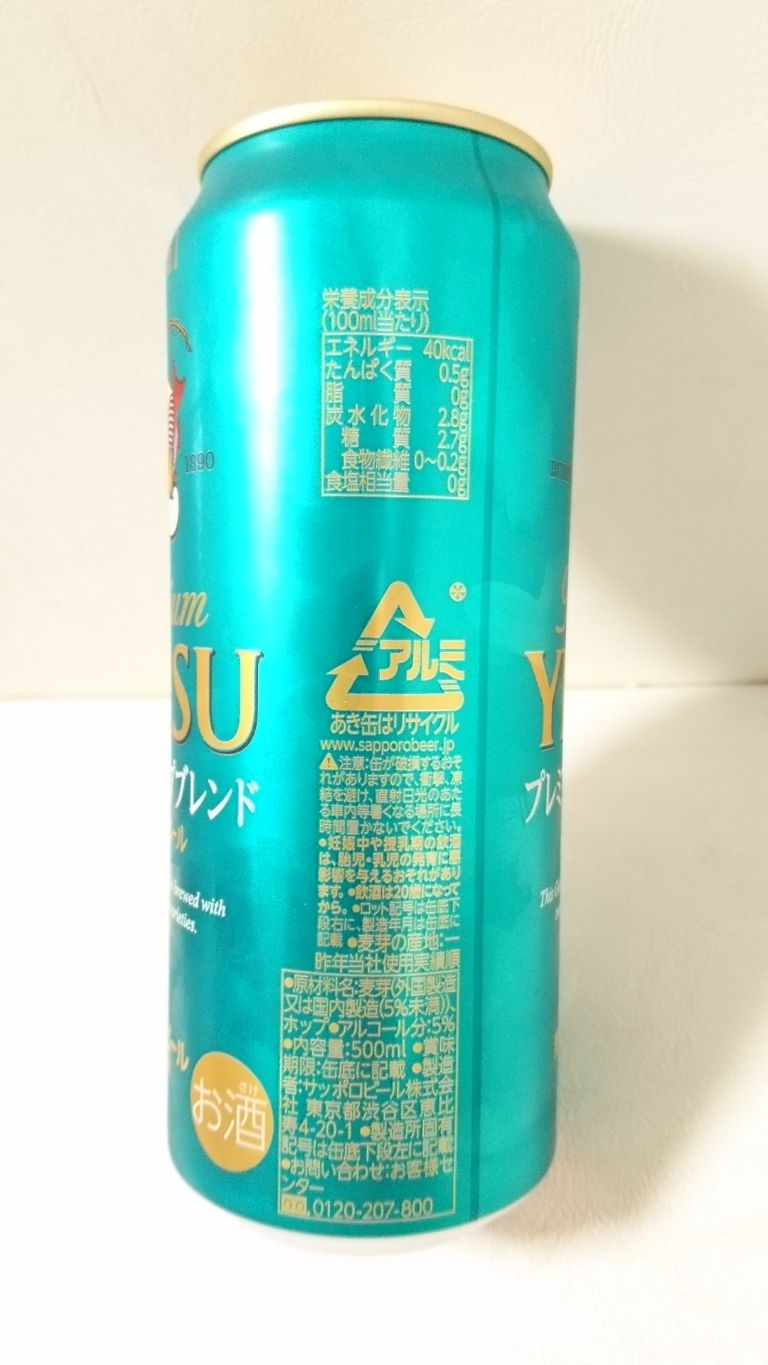 栄養成分表示
(100ml当たり)
エネルギー 40kcal
たんぱく質 0.5g
脂質 0g
炭水化物 2.8g
糖質 2.7g
食物繊維 0~0.2g
食塩相当量 0g
1890
アルミ
あき缶はリサイクル
www.sapporobeer.jp
注意:缶が破損するおそ
れがありますので、衝撃、凍
結を避け、直射日光のあた
る車内等暑くなる場所に長
時間置かないでください。
●妊娠中や授乳期の飲酒
は、胎児・乳児の発育に悪
影響を与えるおそれがあり
ます。●飲酒は20歳になって
から。●ロット記号は缶底下
段右に、製造年月は缶底に
記載 ●麦芽の産地:一
昨年当社使用実績順
●原材料名:麦芽(外国製造
又は国内製造(5%未満))、
ホップ●アルコール分:5%
●内容量:500ml ●賞味
期限:缶底に記載 ●製造
者:サッポロビール株式会
社 東京都渋谷区恵比
寿4-20-1 ●製造所固有
記号は缶底下段左に記載
●お問い合わせ:お客様セ
ンター
0120-207-800
SU
ブレンド
brewed with
お酒
さけ
プレミ
This